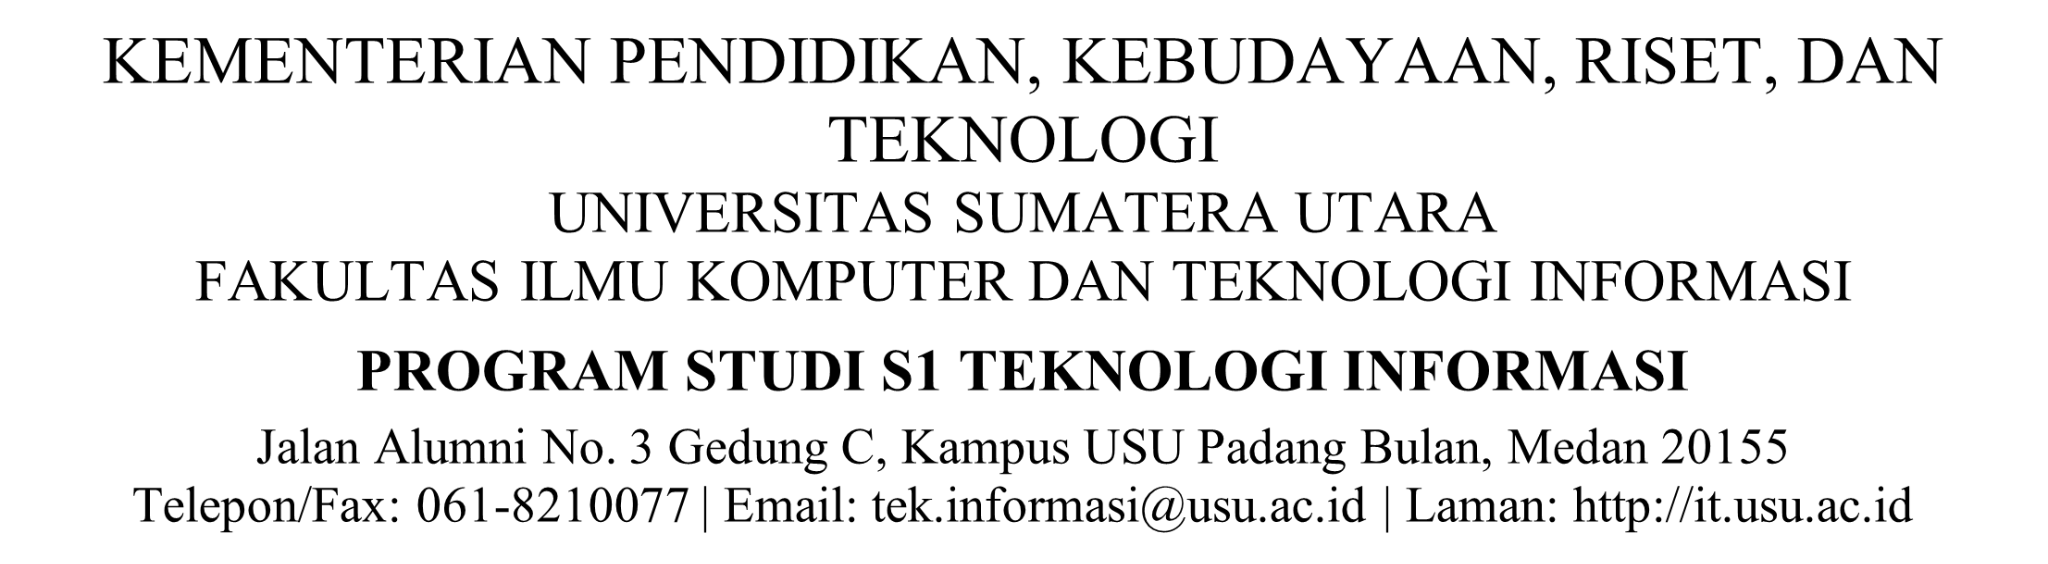 KEMENTERIAN PENDIDIKAN, KEBUDAYAAN, RISET, DAN
TEKNOLOGI
UNIVERSITAS SUMATERA UTARA
FAKULTAS ILMU KOMPUTER DAN TEKNOLOGI INFORMASI
PROGRAM STUDI S1 TEKNOLOGI INFORMASI
Jalan Alumni No. 3 Gedung C, Kampus USU Padang Bulan, Medan 20155
Telepon/Fax: 061-8210077 | Email: tek.informasi@usu.ac.id | Laman: http://it.usu.ac.id